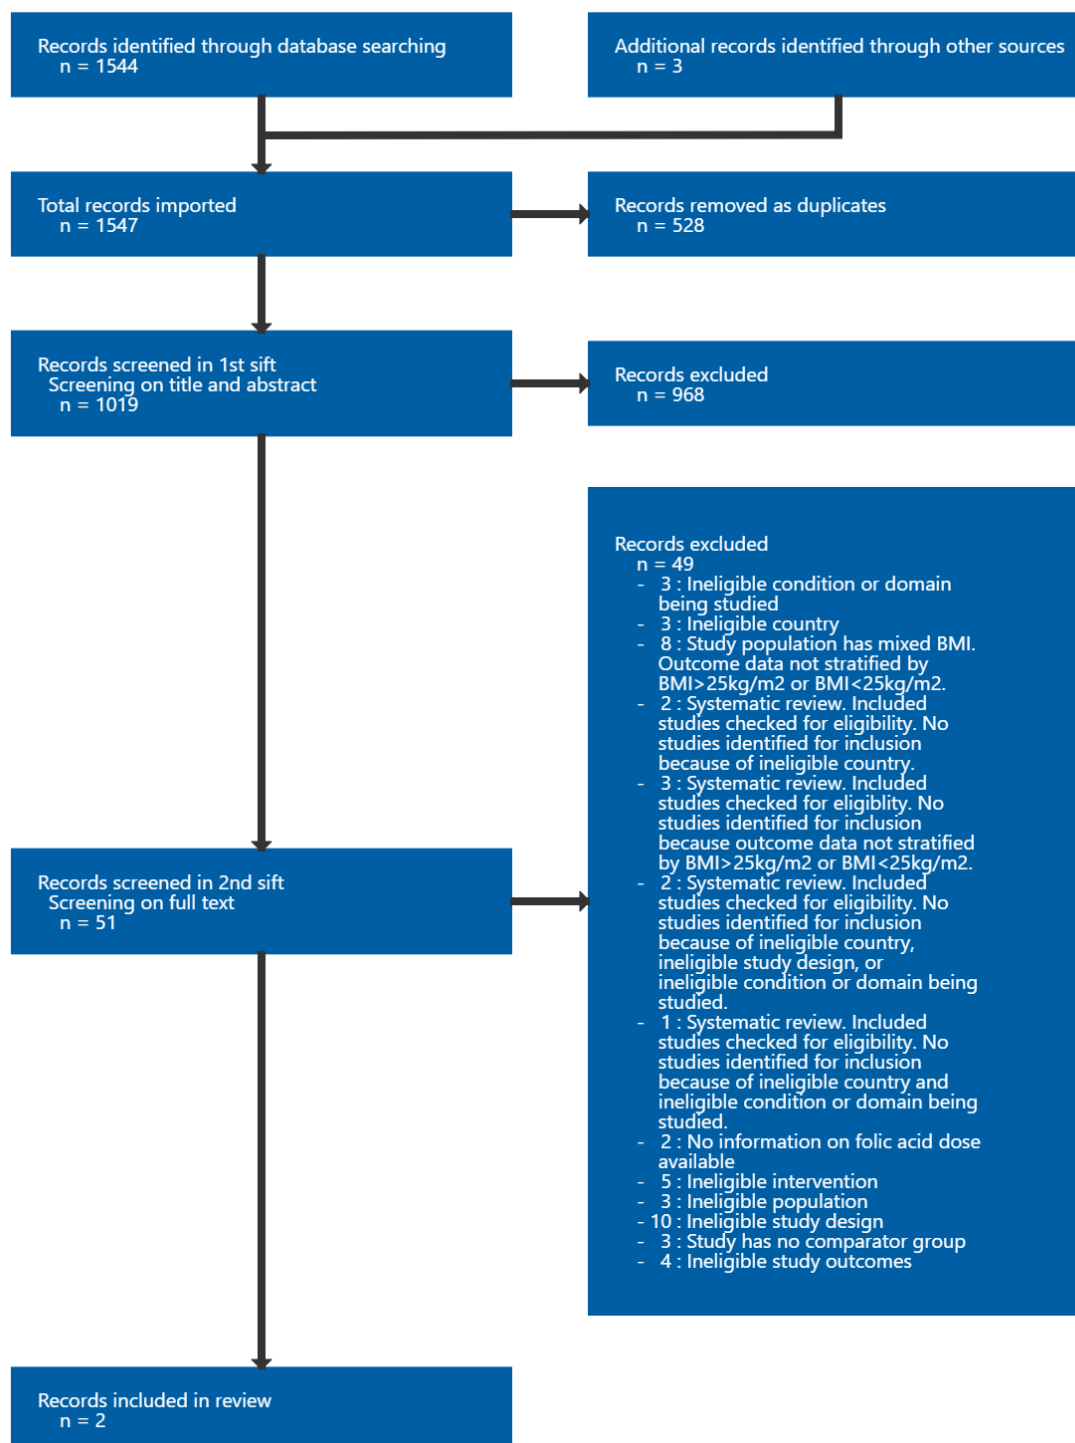 Records identified through database searching
n = 1544
Additional records identified through other sources
n = 3
Total records imported
n = 1547
Records removed as duplicates
n = 528
Records screened in 1st sift
Screening on title and abstract
n = 1019
Records excluded
n = 968
Records screened in 2nd sift
Screening on full text
n = 51
Records excluded
n = 49
- 3 : Ineligible condition or domain
being studied
- 3 : Ineligible country
- 8 : Study population has mixed BMI.
Outcome data not stratified by
BMI>25kg/m2 or BMI<25kg/m2.
- 2 : Systematic review. Included
studies checked for eligibility. No
studies identified for inclusion
because of ineligible country.
- 3 : Systematic review. Included
studies checked for eligiblity. No
studies identified for inclusion
because outcome data not stratified
by BMI>25kg/m2 or BMI<25kg/m2.
- 2 : Systematic review. Included
studies checked for eligibility. No
studies identified for inclusion
because of ineligible country,
ineligible study design, or
ineligible condition or domain being
studied.
- 1 : Systematic review. Included
studies checked for eligibility. No
studies identified for inclusion
because of ineligible country and
ineligible condition or domain being
studied.
- 2 : No information on folic acid dose
available
- 5 : Ineligible intervention
- 3 : Ineligible population
- 10 : Ineligible study design
- 3 : Study has no comparator group
- 4 : Ineligible study outcomes
Records included in review
n = 2